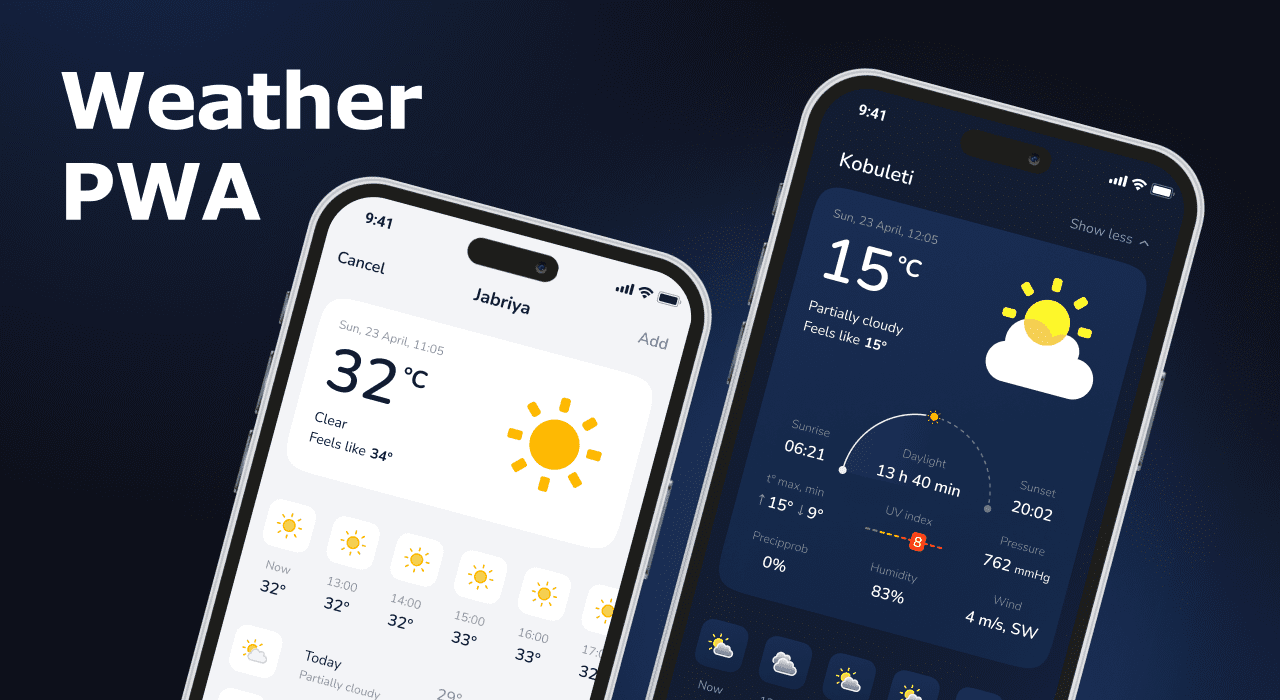 Weather
PWA
9:41
Cancel
Jabriya
Add
Sun, 23 April, 11:05
32°C
Clear
Feels like 34°
Now
13:00
14:00
15:00
16:00
32°
32°
32°
33°
33°
32
Today
Partially cloudy
29°
9:41
Kobuleti
Show less
Sun, 23 April, 12:05
15°C
Partially cloudy
Feels like 15°
Sunrise
06:21
Daylight
13 h 40 min
Sunset
20:02
t° max, min
↑15° ↓9°
UV index
8
Pressure
762 mmHg
Precipprob
0%
Humidity
83%
Wind
4 m/s, SW
Now